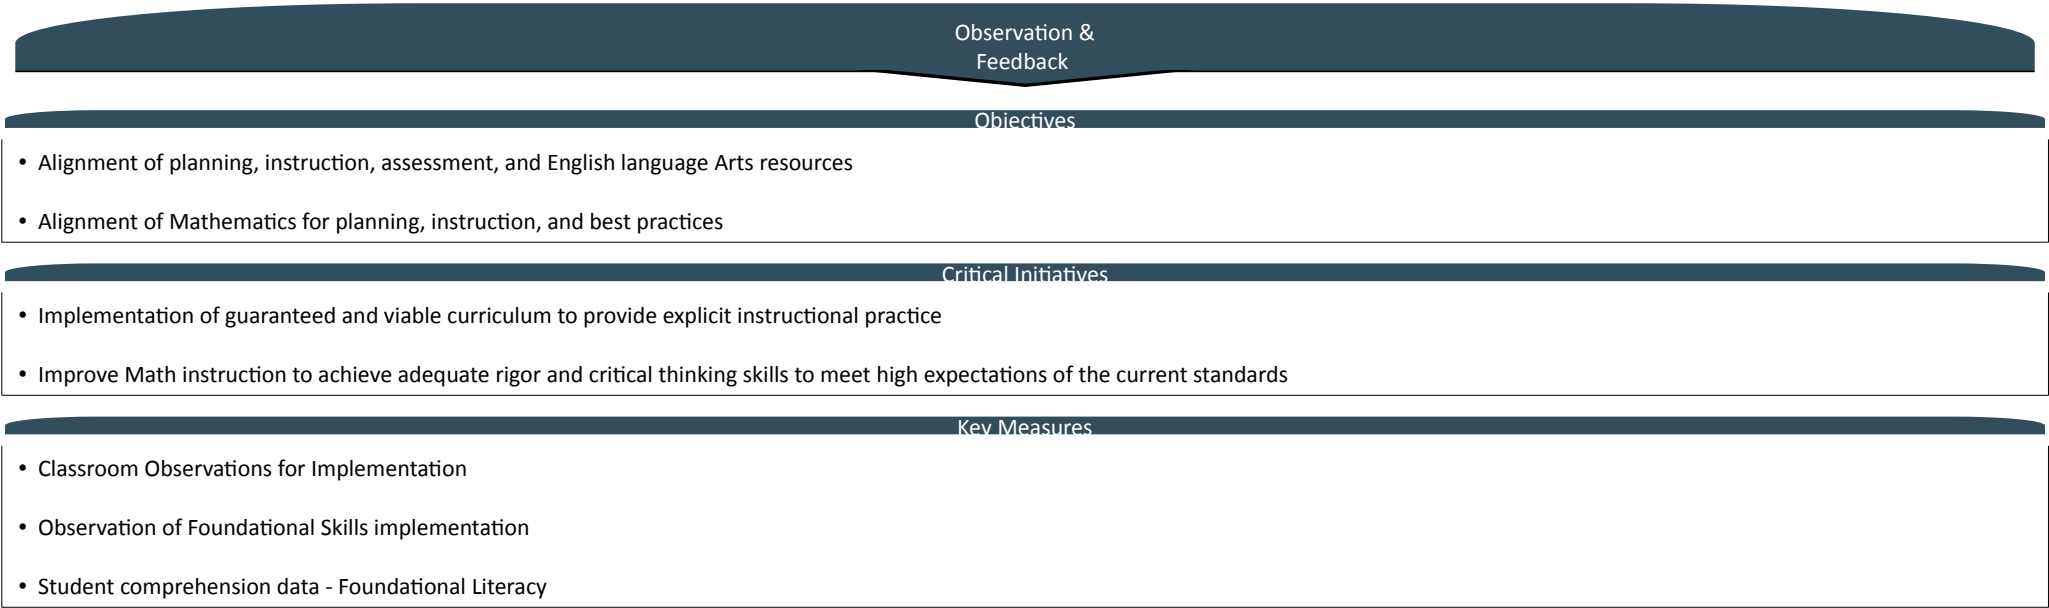 Observation &
Feedback
Objectives
• Alignment of planning, instruction, assessment, and English language Arts resources
• Alignment of Mathematics for planning, instruction, and best practices
Critical Initiatives
• Implementation of guaranteed and viable curriculum to provide explicit instructional practice
• Improve Math instruction to achieve adequate rigor and critical thinking skills to meet high expectations of the current standards
Key Measures
• Classroom Observations for Implementation
• Observation of Foundational Skills implementation
• Student comprehension data - Foundational Literacy